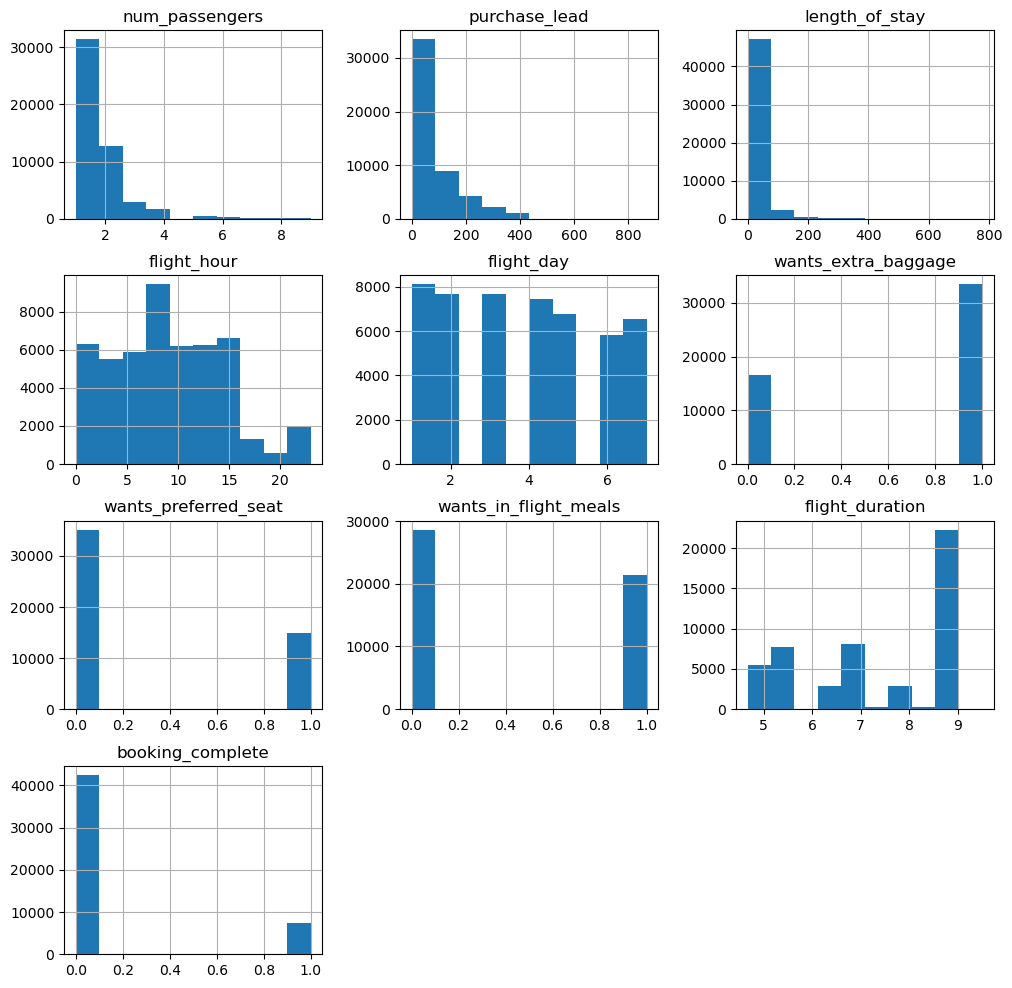 num_passengers purchase_lead length_of_stay
30000 20000 10000 0
2 4 6 8
30000 20000 10000 0
0 200 400 600 800
40000 30000 20000 10000 0
0 200 400 600 800
flight_hour flight_day wants_extra_baggage
8000 6000 4000 2000 0
0 5 10 15 20
8000 6000 4000 2000 0
2 4 6
30000 20000 10000 0
0.0 0.2 0.4 0.6 0.8 1.0
wants_preferred_seat wants_in_flight_meals flight_duration
30000 20000 10000 0
0.0 0.2 0.4 0.6 0.8 1.0
30000 20000 10000 0
0.0 0.2 0.4 0.6 0.8 1.0
20000 15000 10000 5000 0
5 6 7 8 9
booking_complete
40000 30000 20000 10000 0
0.0 0.2 0.4 0.6 0.8 1.0